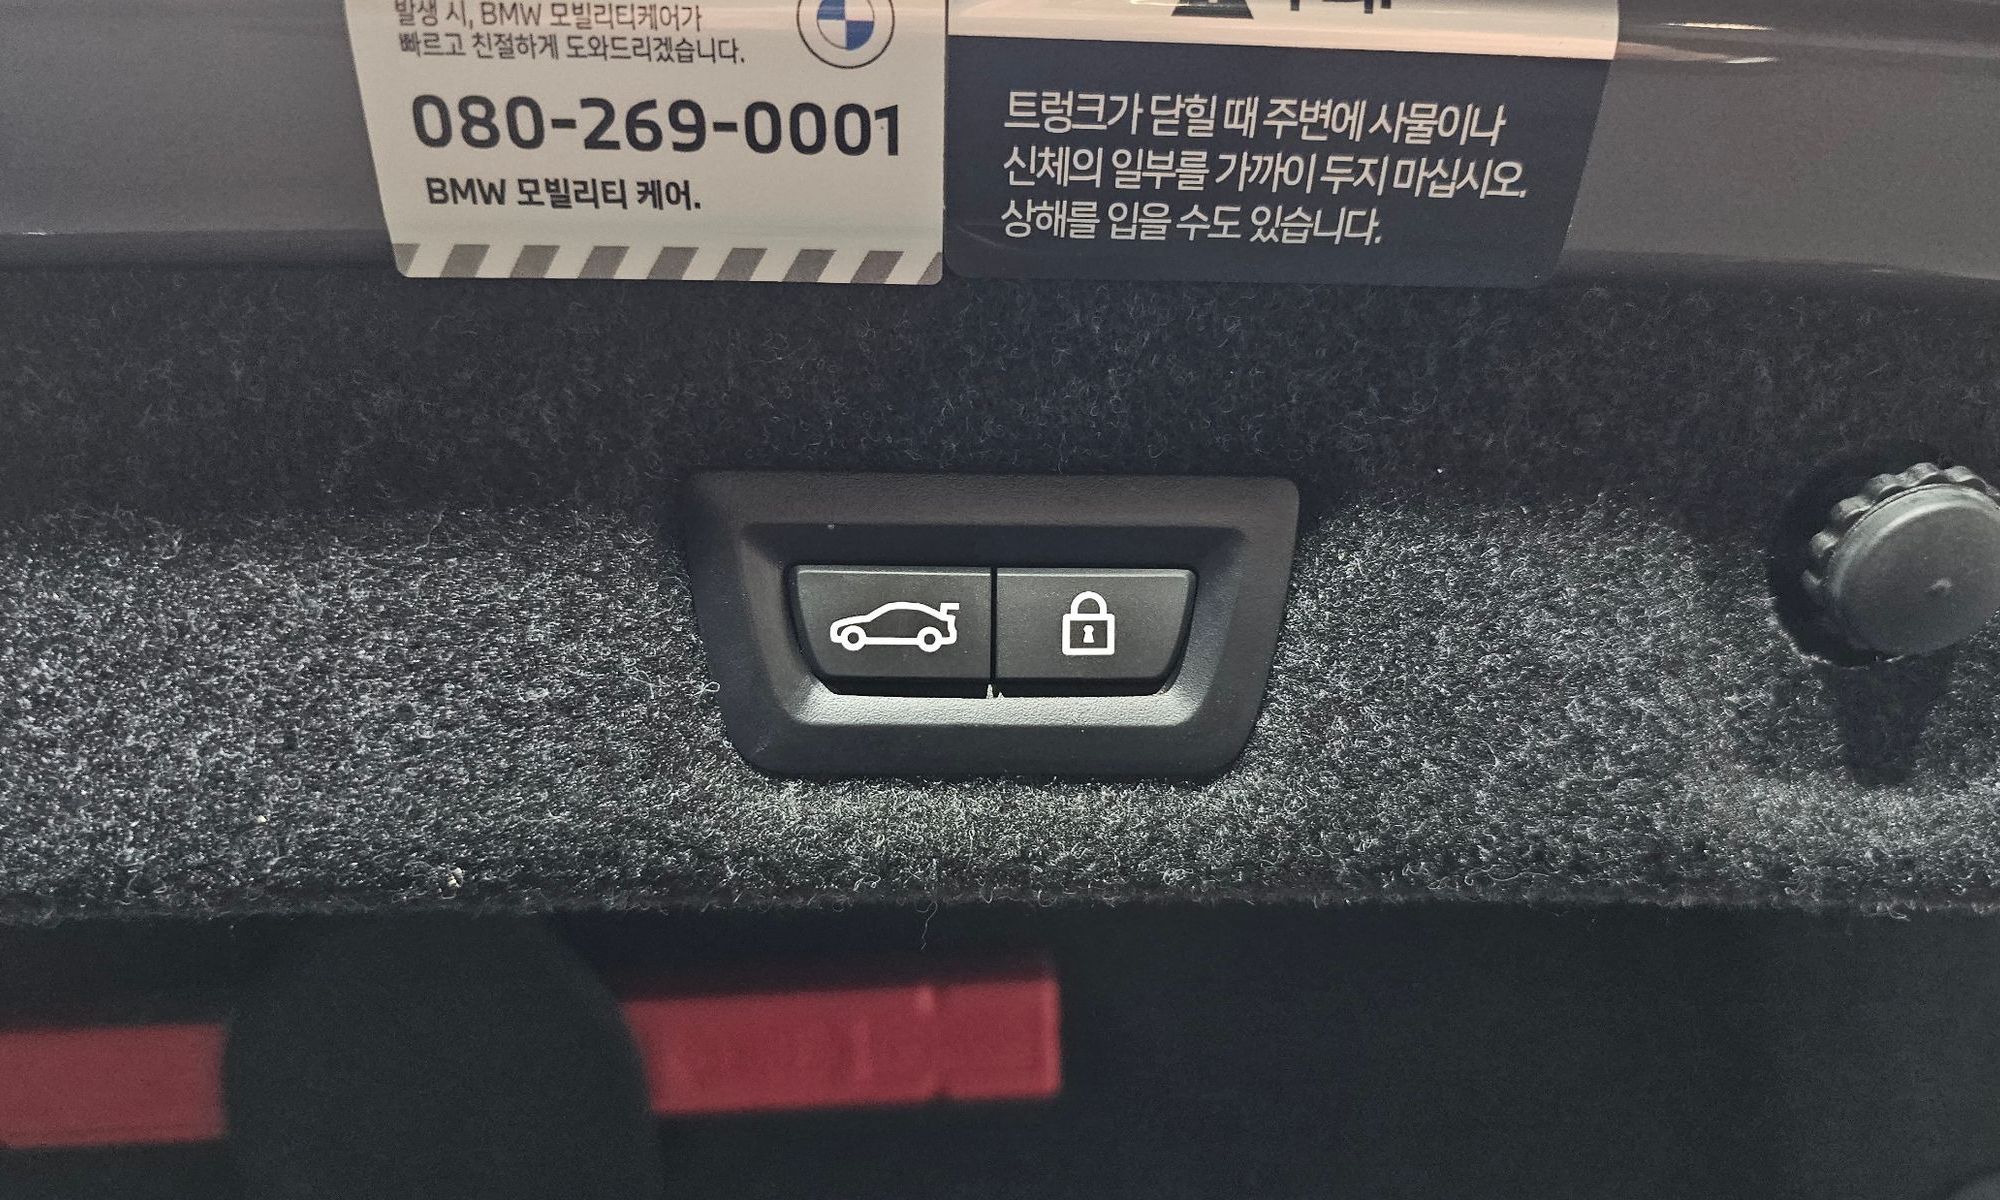 발생 시, BMW 모빌리티케어가
빠르고 친절하게 도와드리겠습니다.
080-269-0001
BMW 모빌리티 케어.
트렁크가 닫힐 때 주변에 사물이나
신체의 일부를 가까이 두지 마십시오.
상해를 입을 수도 있습니다.